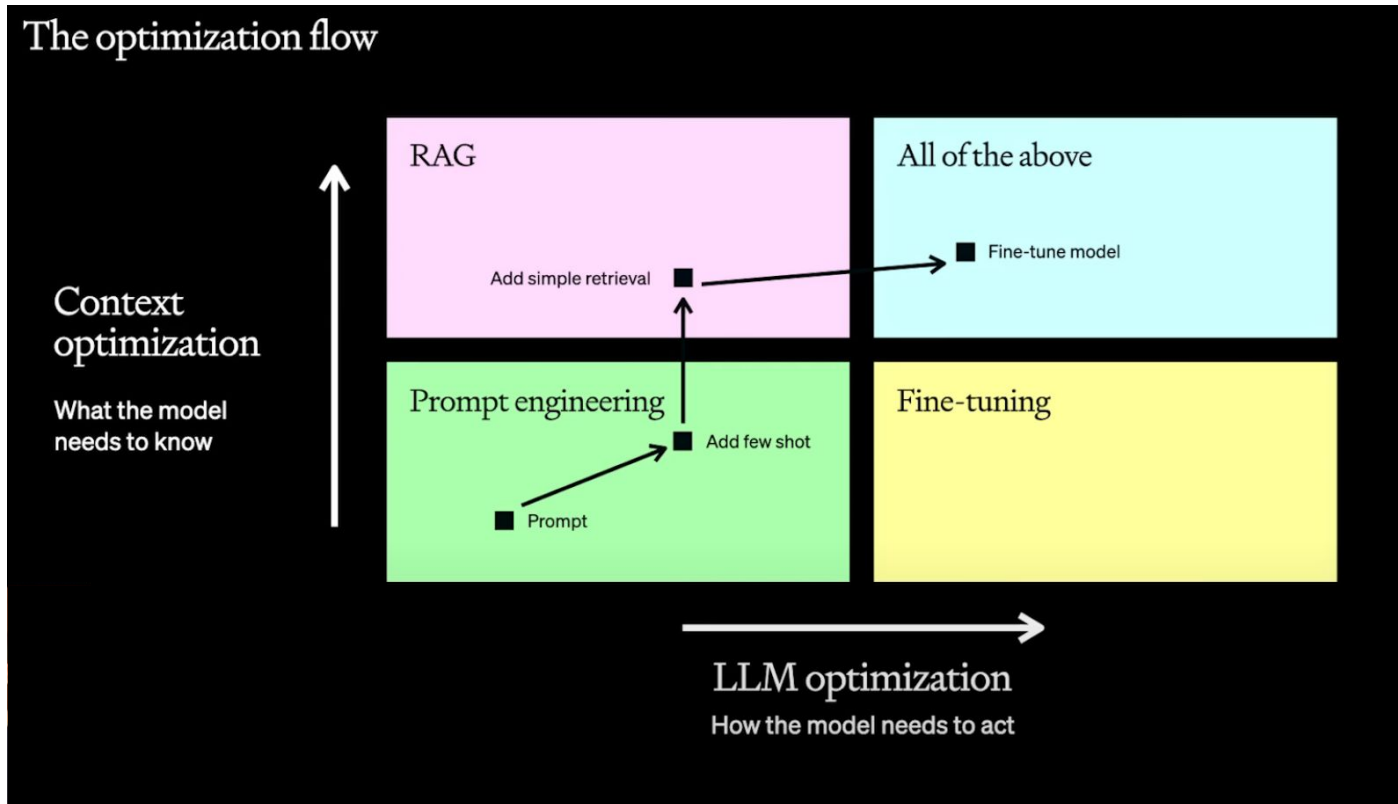 The optimization flow
RAG
All of the above
Fine-tune model
Add simple retrieval
Context
optimization
What the model
needs to know
Prompt engineering
Fine-tuning
Add few shot
Prompt
LLM optimization
How the model needs to act